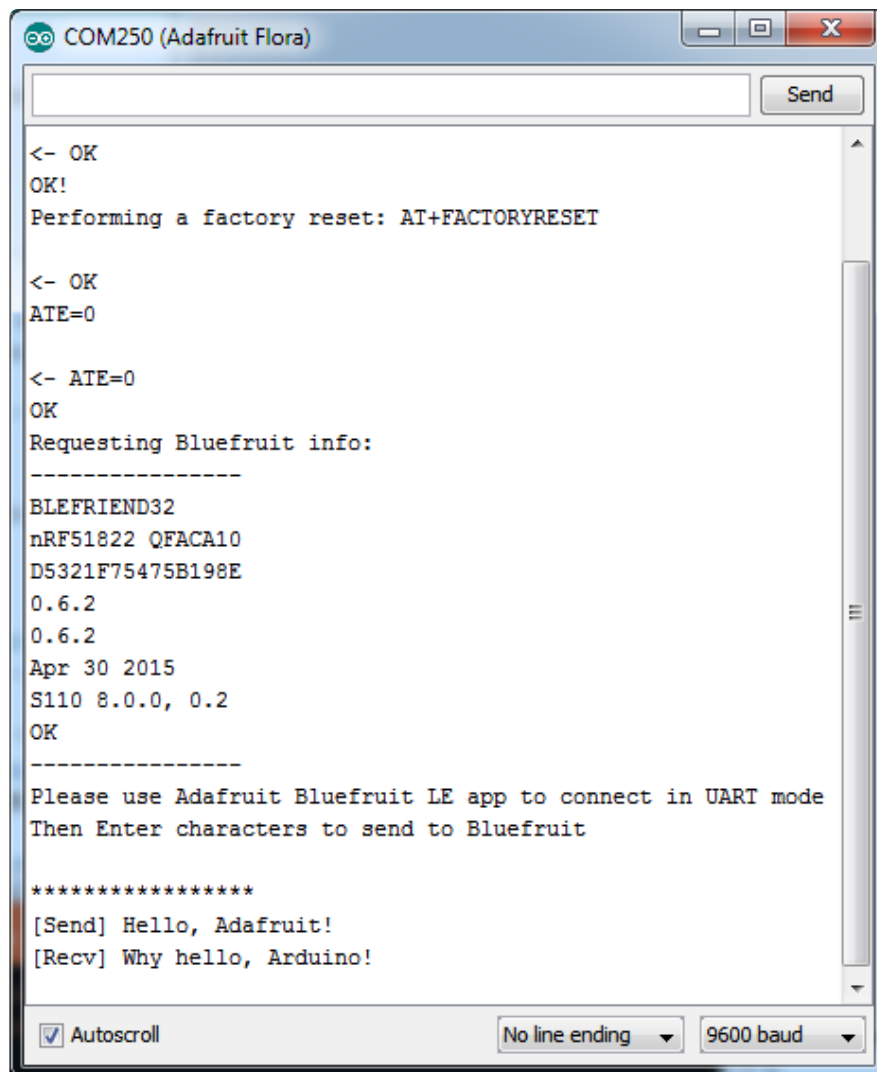 COM250 (Adafruit Flora)
Send
<- OK
OK!
Performing a factory reset: AT+FACTORYRESET
<- OK
ATE=0
<- ATE=0
OK
Requesting Bluefruit info:
----------------
BLEFRIEND32
nRF51822 QFACA10
D5321F75475B198E
0.6.2
0.6.2
Apr 30 2015
S110 8.0.0, 0.2
OK
----------------
Please use Adafruit Bluefruit LE app to connect in UART mode
Then Enter characters to send to Bluefruit
*****************
[Send] Hello, Adafruit!
[Recv] Why hello, Arduino!
Autoscroll
No line ending
9600 baud